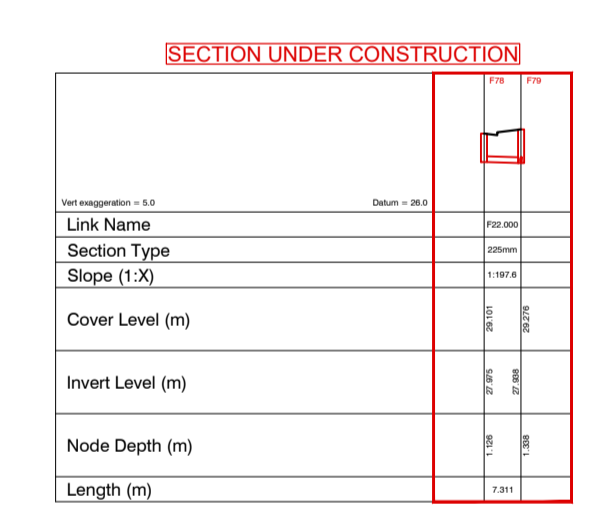 SECTION UNDER CONSTRUCTION
F78 F79
Vert exaggeration = 5.0 Datum = 26.0
Link Name F22.000
Section Type 225mm
Slope (1:X) 1:197.6
Cover Level (m) 29.101 29.276
Invert Level (m) 27.975 27.938
Node Depth (m) 1.126 1.338
Length (m) 7.311